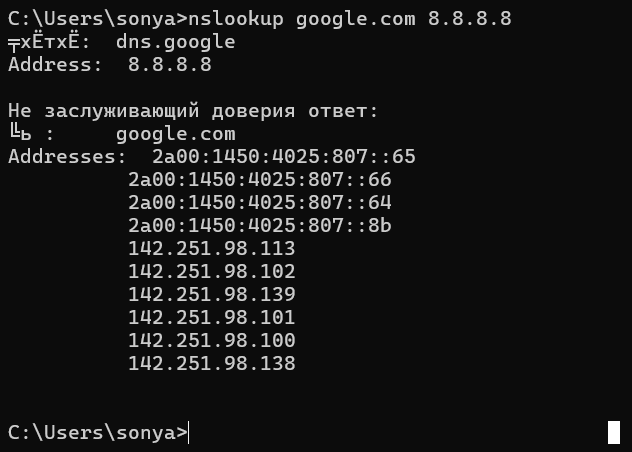 C:\Users\sonya>nslookup google.com 8.8.8.8
╤хЁтхЁ:  dns.google
Address:  8.8.8.8

Не заслуживающий доверия ответ:
╚ь :     google.com
Addresses:  2a00:1450:4025:807::65
          2a00:1450:4025:807::66
          2a00:1450:4025:807::64
          2a00:1450:4025:807::8b
          142.251.98.113
          142.251.98.102
          142.251.98.139
          142.251.98.101
          142.251.98.100
          142.251.98.138

C:\Users\sonya>